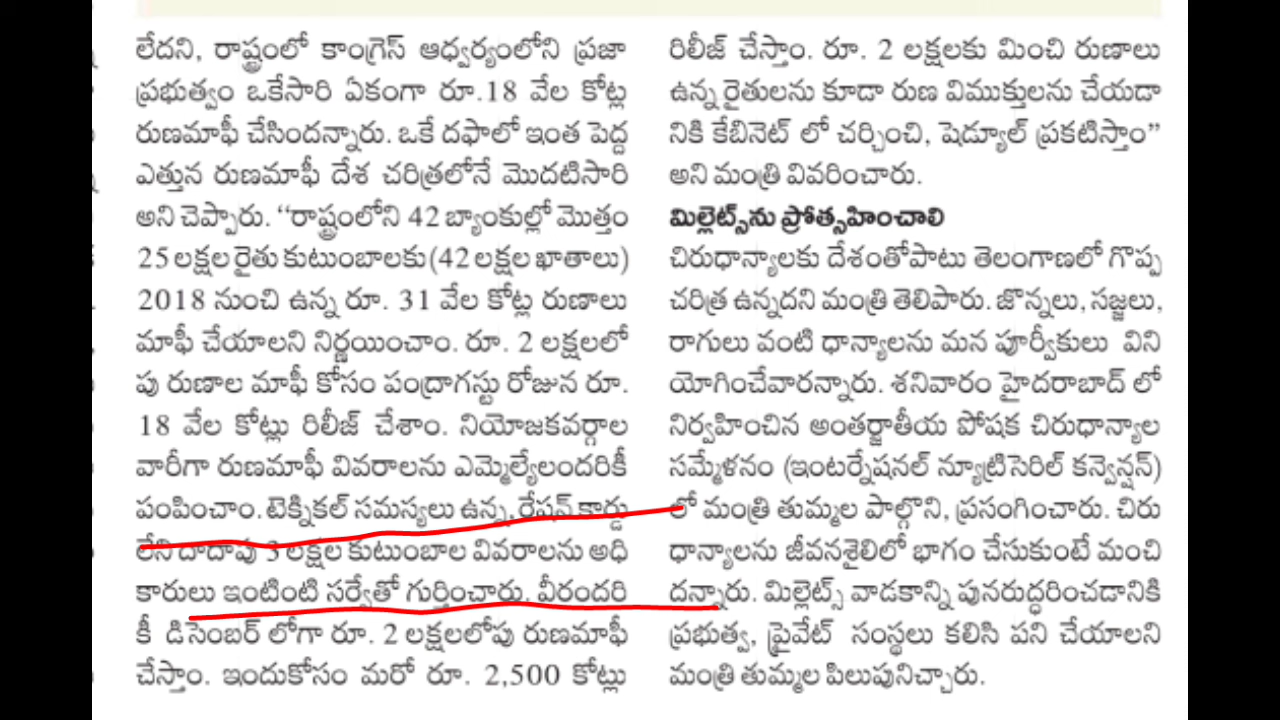 లేదని, రాష్ట్రంలో కాంగ్రెస్ ఆధ్వర్యంలోని ప్రజా
ప్రభుత్వం ఒకేసారి ఏకంగా రూ.18 వేల కోట్ల
రుణమాఫీ చేసిందన్నారు. ఒకే దఫాలో ఇంత పెద్ద
ఎత్తున రుణమాఫీ దేశ చరిత్రలోనే మొదటిసారి
అని చెప్పారు. “రాష్ట్రంలోని 42 బ్యాంకుల్లో మొత్తం
25 లక్షల రైతు కుటుంబాలకు (42 లక్షల ఖాతాలు)
2018 నుంచి ఉన్న రూ. 31 వేల కోట్ల రుణాలు
మాఫీ చేయాలని నిర్ణయించాం. రూ. 2 లక్షలలో
పు రుణాల మాఫీ కోసం పంద్రాగస్టు రోజున రూ.
18 వేల కోట్లు రిలీజ్ చేశాం. నియోజకవర్గాల
వారీగా రుణమాఫీ వివరాలను ఎమ్మెల్యేలందరికీ
పంపించాం. టెక్నికల్ సమస్యలు ఉన్న, రేషన్ కార్డు
లేని దాదాపు 3 లక్షల కుటుంబాల వివరాలను అధి
కారులు ఇంటింటి సర్వేతో గుర్తించారు. వీరందరి
కీ డిసెంబర్ లోగా రూ. 2 లక్షలలోపు రుణమాఫీ
చేస్తాం. ఇందుకోసం మరో రూ. 2,500 కోట్లు
రిలీజ్ చేస్తాం. రూ. 2 లక్షలకు మించి రుణాలు
ఉన్న రైతులను కూడా రుణ విముక్తులను చేయడా
నికి కేబినెట్ లో చర్చించి, షెడ్యూల్ ప్రకటిస్తాం”
అని మంత్రి వివరించారు.
మిల్లెట్స్‌ను ప్రోత్సహించాలి
చిరుధాన్యాలకు దేశంతోపాటు తెలంగాణలో గొప్ప
చరిత్ర ఉన్నదని మంత్రి తెలిపారు. జొన్నలు, సజ్జలు,
రాగులు వంటి ధాన్యాలను మన పూర్వీకులు విని
యోగించేవారన్నారు. శనివారం హైదరాబాద్ లో
నిర్వహించిన అంతర్జాతీయ పోషక చిరుధాన్యాల
సమ్మేళనం (ఇంటర్నేషనల్ న్యూట్రిసెరిల్ కన్వెన్షన్)
లో మంత్రి తుమ్మల పాల్గొని, ప్రసంగించారు. చిరు
ధాన్యాలను జీవనశైలిలో భాగం చేసుకుంటే మంచి
దన్నారు. మిల్లెట్స్ వాడకాన్ని పునరుద్ధరించడానికి
ప్రభుత్వ, ప్రైవేట్ సంస్థలు కలిసి పని చేయాలని
మంత్రి తుమ్మల పిలుపునిచ్చారు.